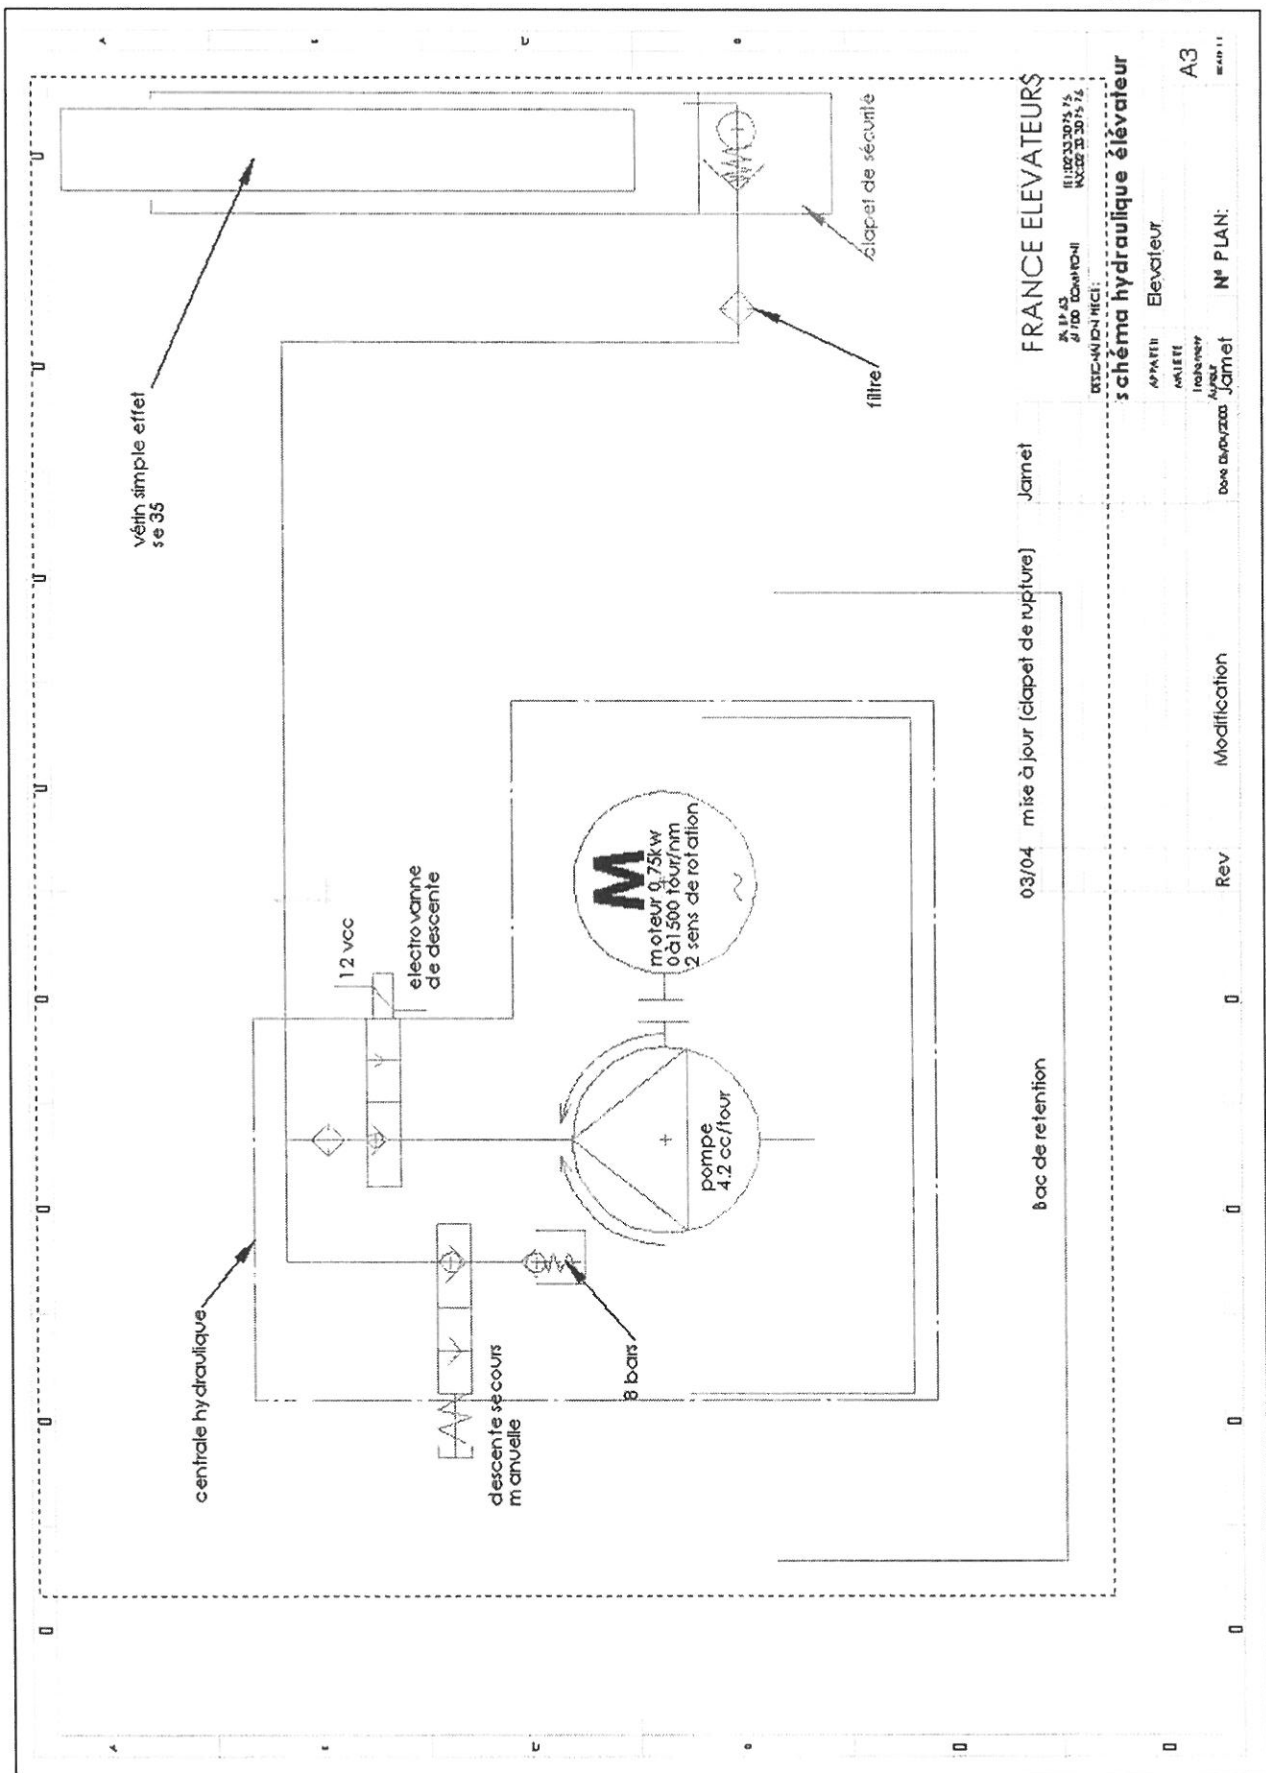 vérin simple effet
se 35
clapet de sécurité
filtre
centrale hydraulique
12 vcc
electrovanne
de descente
descente secours
manuelle
8 bars
pompe
4.2 cc/tour
M
moteur 0,75kw
0à1500 tour/nm
2 sens de rotation
~
Bac de retention
03/04 mise à jour (clapet de rupture) Jamet
Rev Modification
FRANCE ELEVATEURS
schéma hydraulique élévateur
Elevateur
Jamet
N° PLAN:
A3